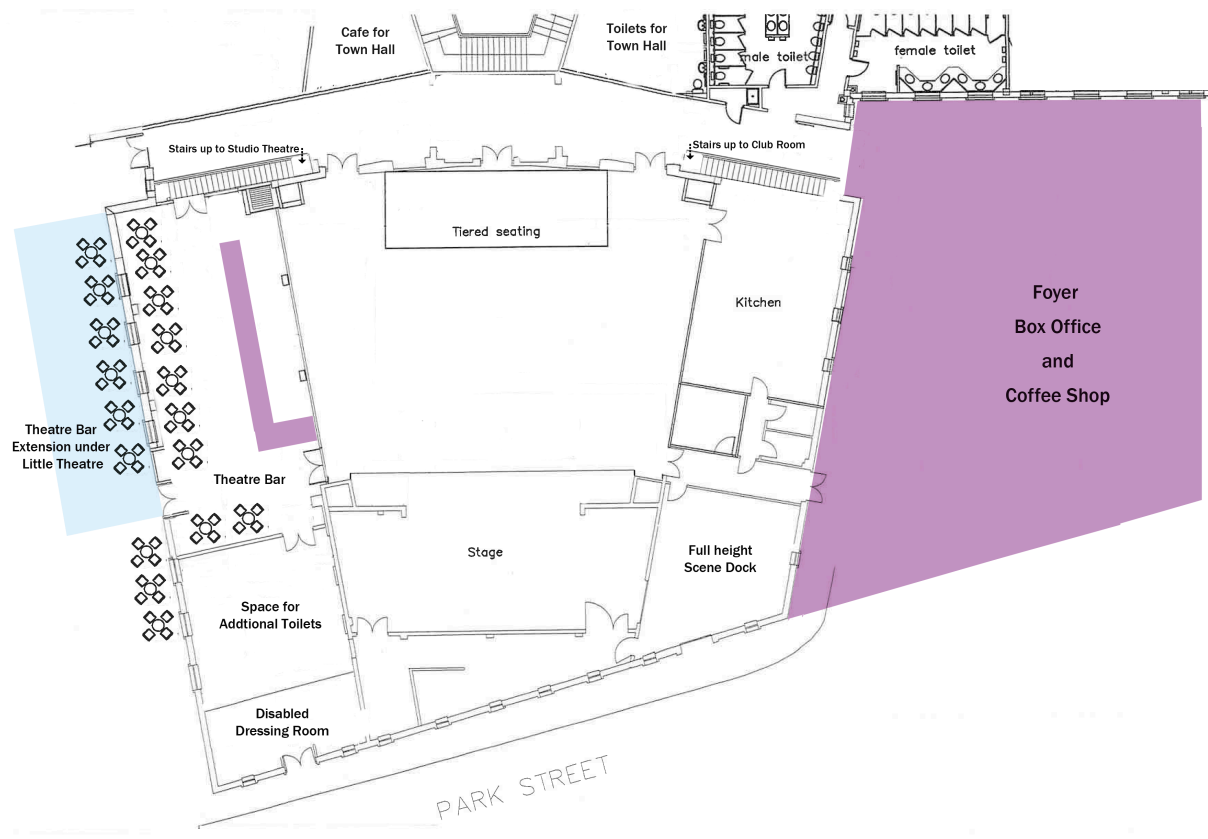 Cafe for
Town Hall
Toilets for
Town Hall
male toilet
female toilet
Stairs up to Studio Theatre
Stairs up to Club Room
Tiered seating
Kitchen
Foyer
Box Office
and
Coffee Shop
Theatre Bar
Extension under
Little Theatre
Theatre Bar
Stage
Full height
Scene Dock
Space for
Addtional Toilets
Disabled
Dressing Room
PARK STREET